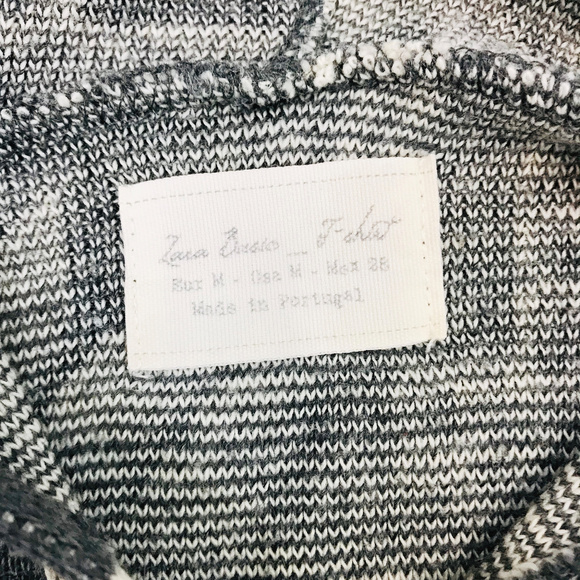 Zara Basic _ T-shirt
Eur M - Usa M - Mex 28
Made in Portugal